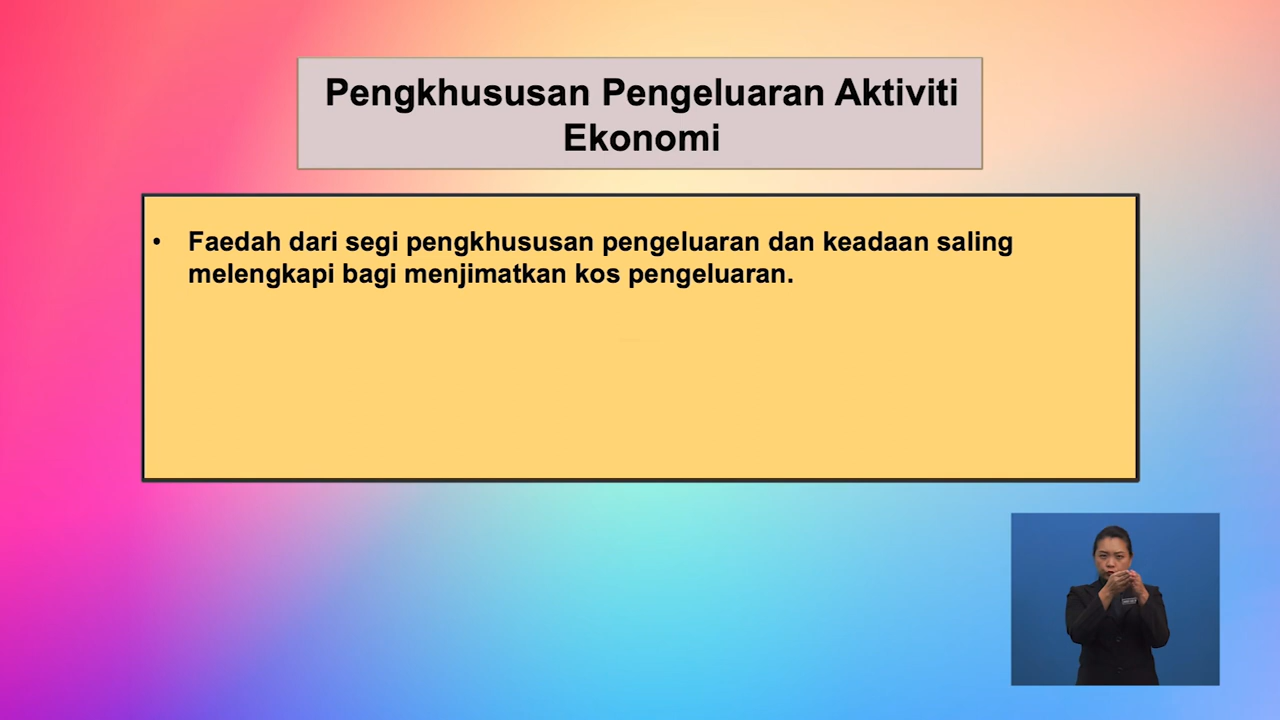 Pengkhususan Pengeluaran Aktiviti
Ekonomi
• Faedah dari segi pengkhususan pengeluaran dan keadaan saling
melengkapi bagi menjimatkan kos pengeluaran.